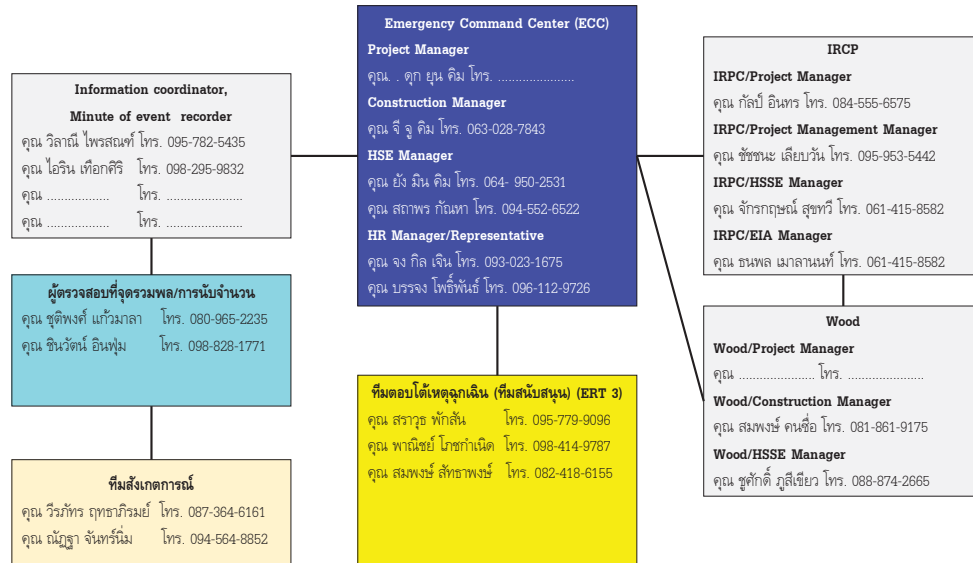 Emergency Command Center (ECC)
Project Manager
คุณ. . ดุก ยุน คิม โทร. ......................
Construction Manager
คุณ จี จู คิม โทร. 063-028-7843
HSE Manager
คุณ ยัง มิน คิม โทร. 064- 950-2531
คุณ สถาพร กัณหา โทร. 094-552-6522
HR Manager/Representative
คุณ จง กิล เจิน โทร. 093-023-1675
คุณ บรรจง โพธิ์พันธ์ โทร. 096-112-9726
Information coordinator,
Minute of event recorder
คุณ วิลาณี ไพรสณฑ์ โทร. 095-782-5435
คุณ ไอริน เทือกศิริ โทร. 098-295-9832
คุณ .................. โทร. ......................
คุณ .................. โทร. ......................
ผู้ตรวจสอบที่จุดรวมพล/การนับจำนวน
คุณ ชุติพงศ์ แก้วมาลา โทร. 080-965-2235
คุณ ชินวัตน์ อินฟุ่ม โทร. 098-828-1771
ทีมสังเกตการณ์
คุณ วีรภัทร ฤทธาภิรมย์ โทร. 087-364-6161
คุณ ณัฏฐา จันทร์นิ่ม โทร. 094-564-8852
ทีมตอบโต้เหตุฉุกเฉิน (ทีมสนับสนุน) (ERT 3)
คุณ สราวุธ พักสัน โทร. 095-779-9096
คุณ พาณิชย์ โภชกำเนิด โทร. 098-414-9787
คุณ สมพงษ์ สัทธาพงษ์ โทร. 082-418-6155
IRCP
IRPC/Project Manager
คุณ กัลป์ อินทร โทร. 084-555-6575
IRPC/Project Management Manager
คุณ ชัชชนะ เลียบวัน โทร. 095-953-5442
IRPC/HSSE Manager
คุณ จักรกฤษณ์ สุขทวี โทร. 061-415-8582
IRPC/EIA Manager
คุณ ธนพล เมาลานนท์ โทร. 061-415-8582
Wood
Wood/Project Manager
คุณ ...................... โทร. ......................
Wood/Construction Manager
คุณ สมพงษ์ คนซื่อ โทร. 081-861-9175
Wood/HSSE Manager
คุณ ชูศักดิ์ ภูสีเขียว โทร. 088-874-2665